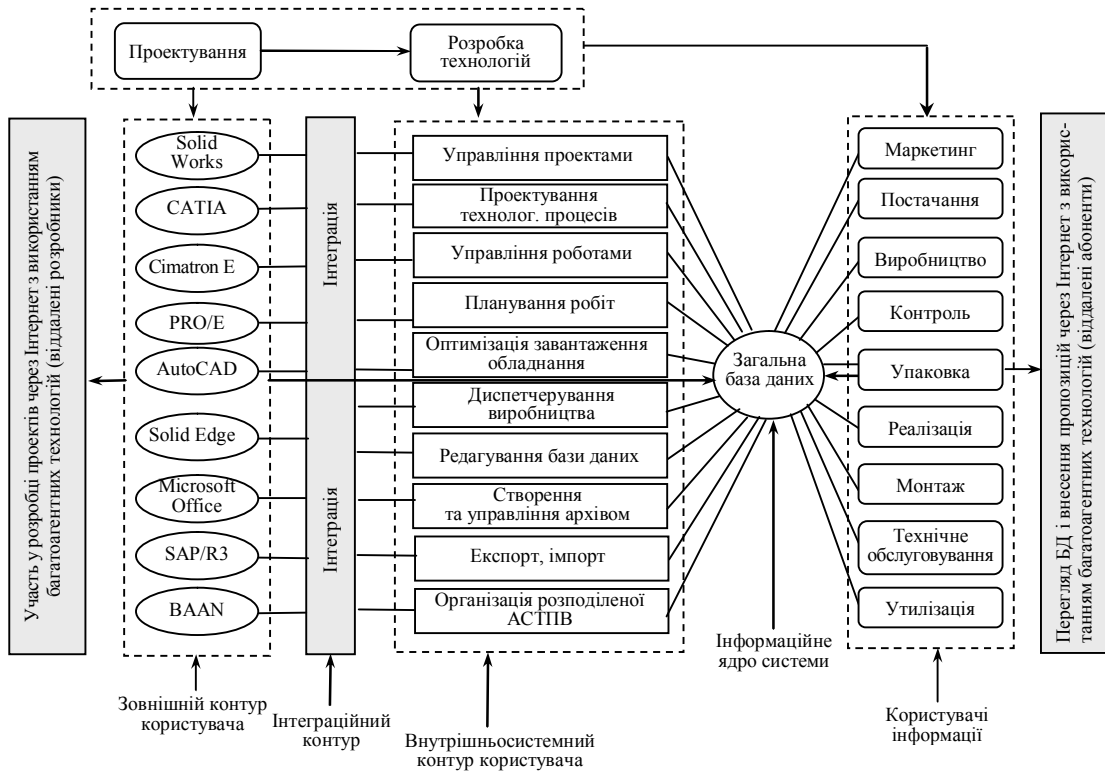 Проектування
Розробка
технологій
Участь у розробці проектів через Інтернет з використанням
багатоагентних технологій (віддалені розробники)
Solid
Works
CATIA
Cimatron E
PRO/E
AutoCAD
Solid Edge
Microsoft
Office
SAP/R3
BAAN
Інтеграція
Інтеграція
Управління проектами
Проектування
технолог. процесів
Управління роботами
Планування робіт
Оптимізація завантаження
обладнання
Диспетчерування
виробництва
Редагування бази даних
Створення
та управління архівом
Експорт, імпорт
Організація розподіленої
АСТПВ
Загальна
база даних
Маркетинг
Постачання
Виробництво
Контроль
Упаковка
Реалізація
Монтаж
Технічне
обслуговування
Утилізація
Перегляд БД і внесення пропозицій через Інтернет з викорис-
танням багатоагентних технологій (віддалені абоненти)
Зовнішній контур
користувача
Інтеграційний
контур
Внутрішньосистемний
контур користувача
Інформаційне
ядро системи
Користувачі
інформації